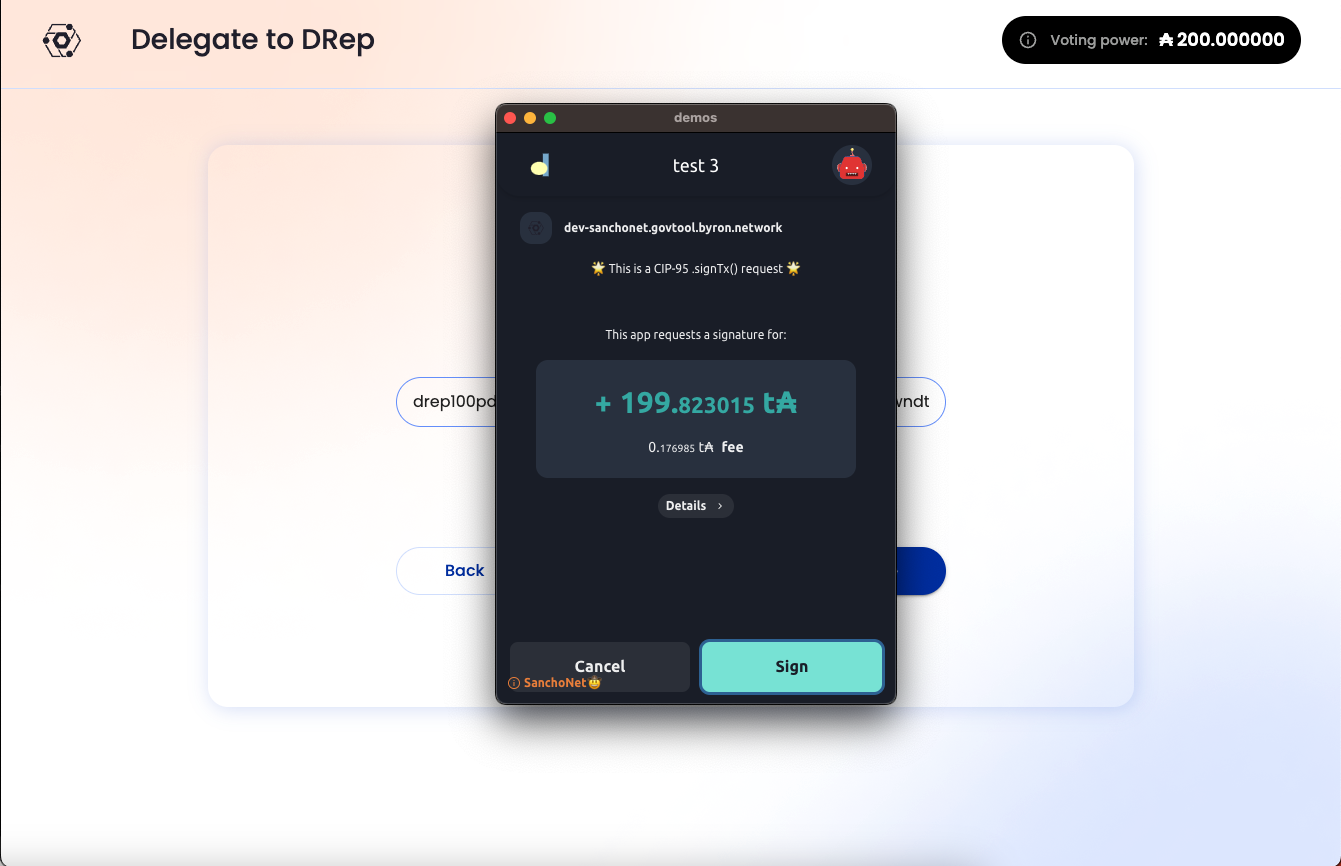 Delegate to DRep
Voting power: ₳ 200.000000
demos
test 3
dev-sanchonet.govtool.byron.network
🌟 This is a CIP-95 .signTx() request 🌟
This app requests a signature for:
drep100pd
wndt
+ 199.823015 t₳
0.176985 t₳ fee
Details ›
Back
Cancel
Sign
SanchoNet🤠